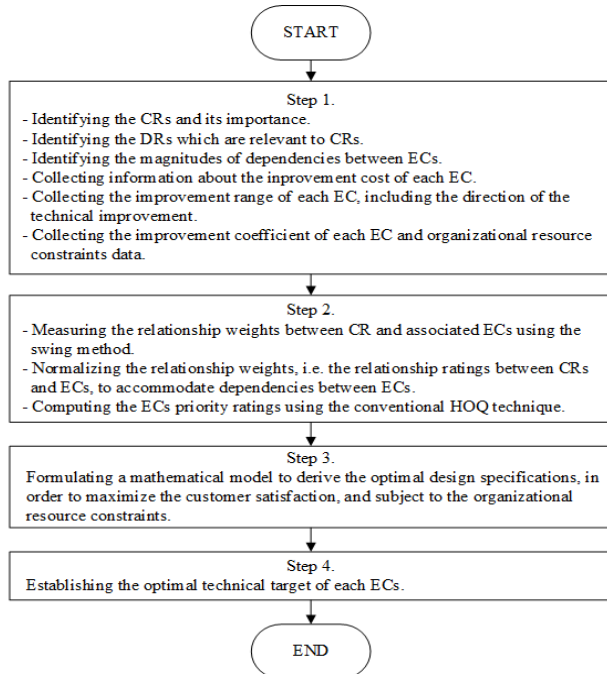 START
Step 1.
- Identifying the CRs and its importance.
- Identifying the DRs which are relevant to CRs.
- Identifying the magnitudes of dependencies between ECs.
- Collecting information about the inprovement cost of each EC.
- Collecting the improvement range of each EC, including the direction of the
technical improvement.
- Collecting the improvement coefficient of each EC and organizational resource
constraints data.
Step 2.
- Measuring the relationship weights between CR and associated ECs using the
swing method.
- Normalizing the relationship weights, i.e. the relationship ratings between CRs
and ECs, to accommodate dependencies between ECs.
- Computing the ECs priority ratings using the conventional HOQ technique.
Step 3.
Formulating a mathematical model to derive the optimal design specifications, in
order to maximize the customer satisfaction, and subject to the organizational
resource constraints.
Step 4.
Establishing the optimal technical target of each ECs.
END